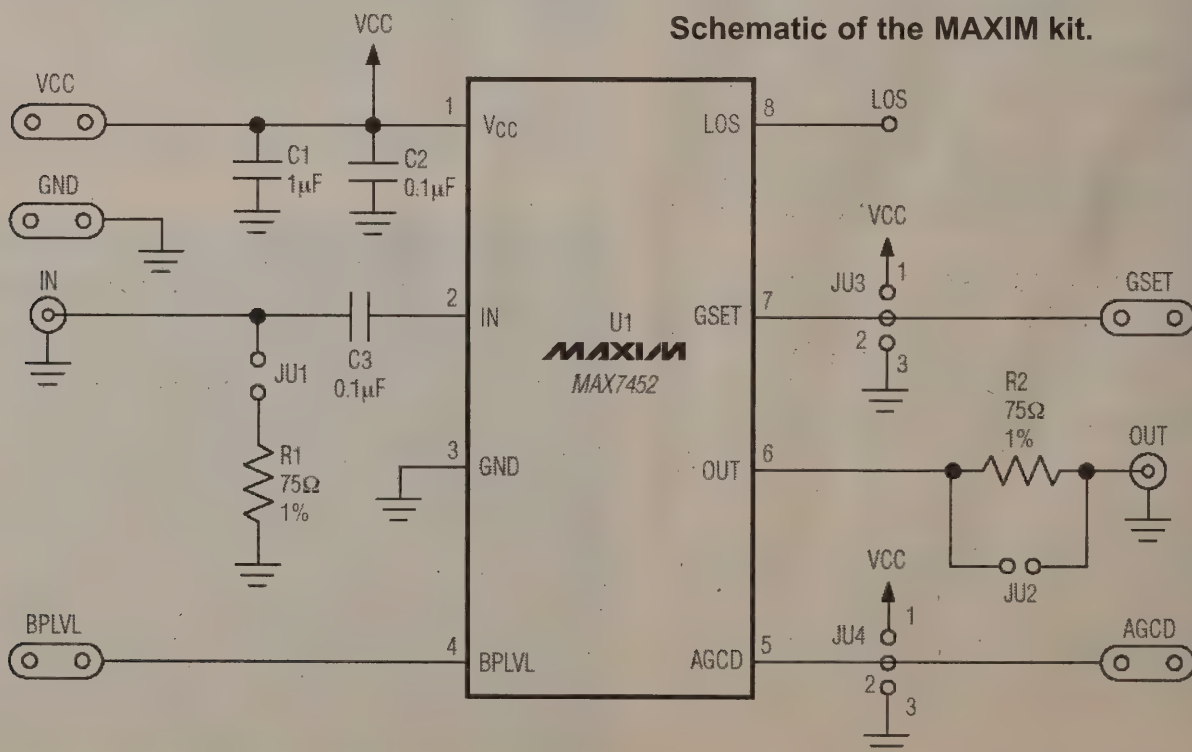 Schematic of the MAXIM kit.
VCC
VCC
1
VCC
C1
1µF
C2
0.1µF
GND
IN
2
IN
C3
0.1µF
JU1
R1
75Ω
1%
3
GND
BPLVL
4
BPLVL
U1
MAXIM
MAX7452
LOS
8
LOS
VCC
JU3
1
2
3
GSET
7
GSET
R2
75Ω
1%
OUT
6
OUT
JU2
VCC
JU4
1
2
3
AGCD
5
AGCD